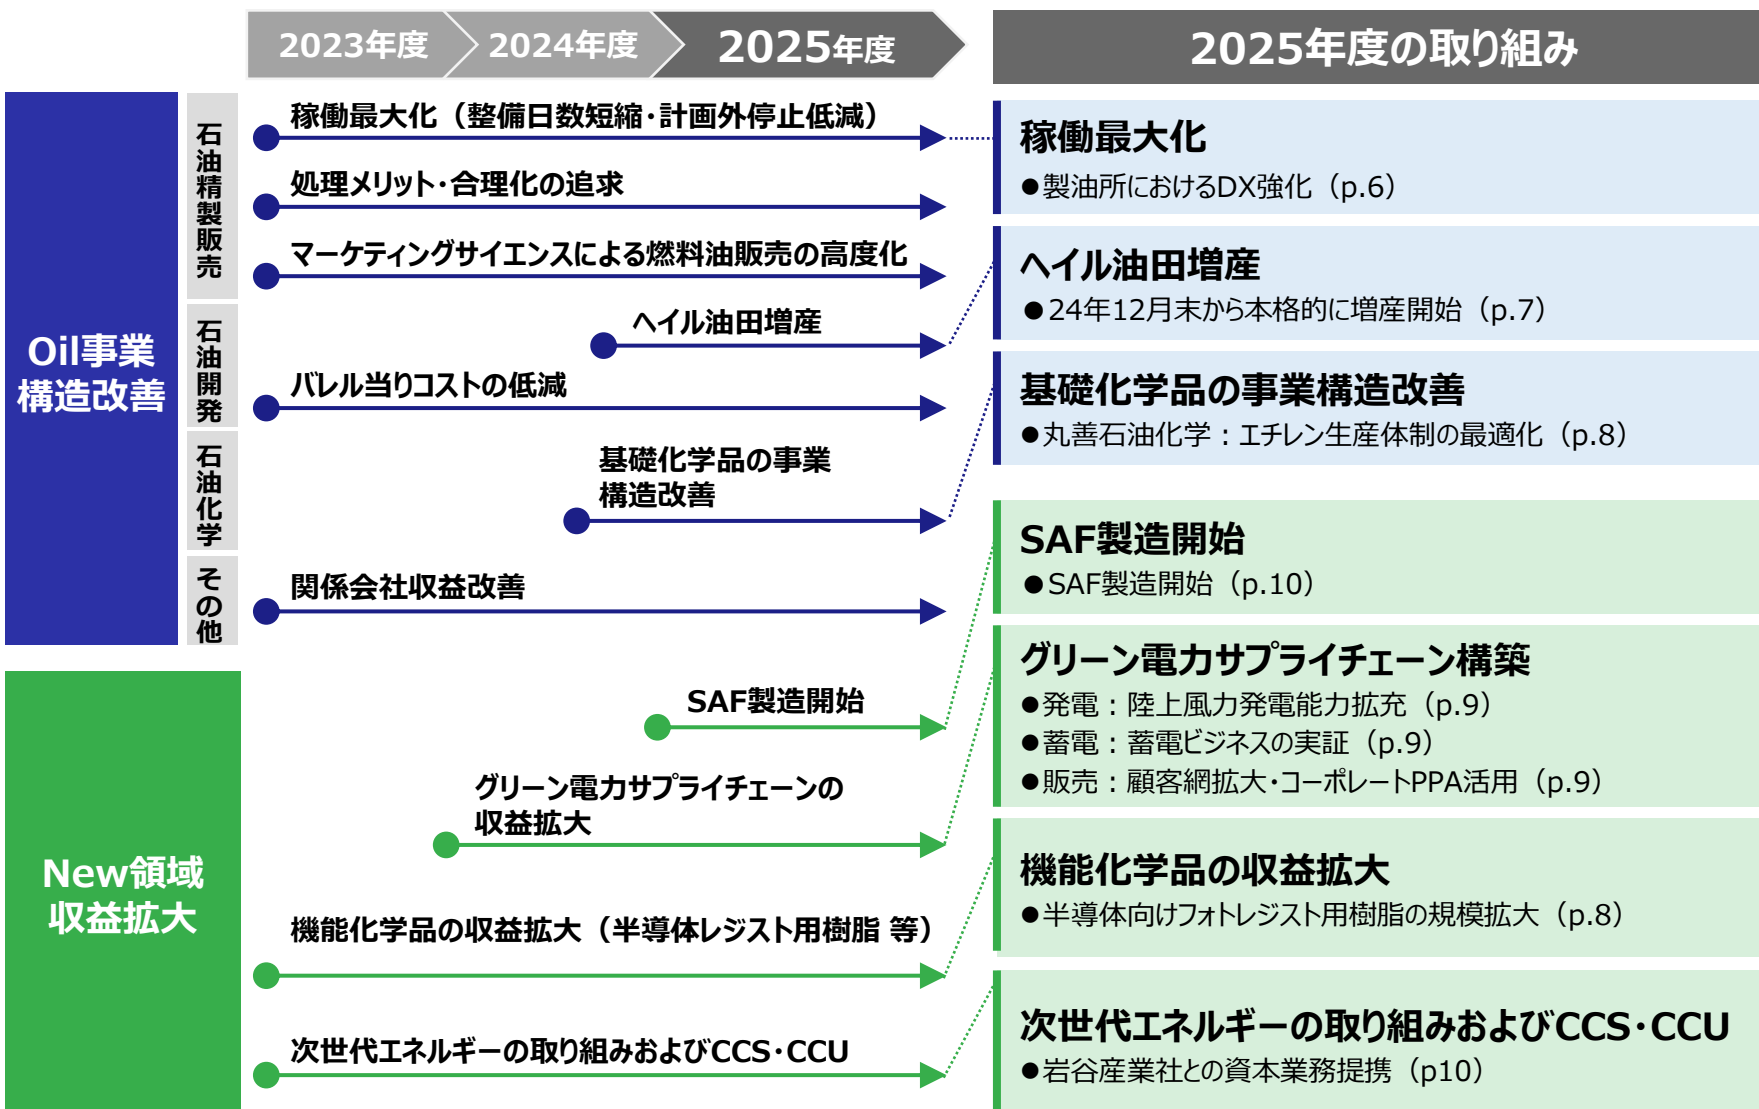 2023年度
2024年度
2025年度
2025年度の取り組み
Oil事業
構造改善
石油精製販売
稼働最大化（整備日数短縮・計画外停止低減）
処理メリット・合理化の追求
マーケティングサイエンスによる燃料油販売の高度化
石油開発
ヘイル油田増産
バレル当りコストの低減
石油化学
基礎化学品の事業
構造改善
その他
関係会社収益改善
New領域
収益拡大
SAF製造開始
グリーン電力サプライチェーンの
収益拡大
機能化学品の収益拡大（半導体レジスト用樹脂 等）
次世代エネルギーの取り組みおよびCCS・CCU
稼働最大化
●製油所におけるDX強化（p.6）
ヘイル油田増産
●24年12月末から本格的に増産開始（p.7）
基礎化学品の事業構造改善
●丸善石油化学：エチレン生産体制の最適化（p.8）
SAF製造開始
●SAF製造開始（p.10）
グリーン電力サプライチェーン構築
●発電：陸上風力発電能力拡充（p.9）
●蓄電：蓄電ビジネスの実証（p.9）
●販売：顧客網拡大・コーポレートPPA活用（p.9）
機能化学品の収益拡大
●半導体向けフォトレジスト用樹脂の規模拡大（p.8）
次世代エネルギーの取り組みおよびCCS・CCU
●岩谷産業社との資本業務提携（p10）